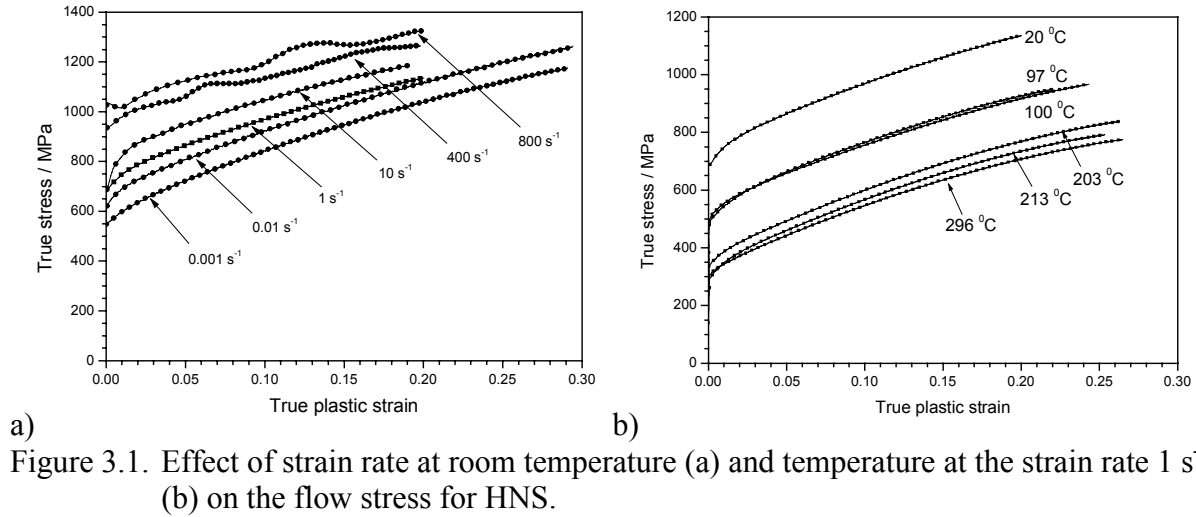 1400
1200
1000
800
600
400
200
0
0.00 0.05 0.10 0.15 0.20 0.25 0.30
True stress / MPa
True plastic strain
800 s⁻¹
400 s⁻¹
10 s⁻¹
1 s⁻¹
0.01 s⁻¹
0.001 s⁻¹
a)
1200
1000
800
600
400
200
0
0.00 0.05 0.10 0.15 0.20 0.25 0.30
True stress / MPa
True plastic strain
20 ⁰C
97 ⁰C
100 ⁰C
203 ⁰C
213 ⁰C
296 ⁰C
b)
Figure 3.1. Effect of strain rate at room temperature (a) and temperature at the strain rate 1 s⁻
(b) on the flow stress for HNS.